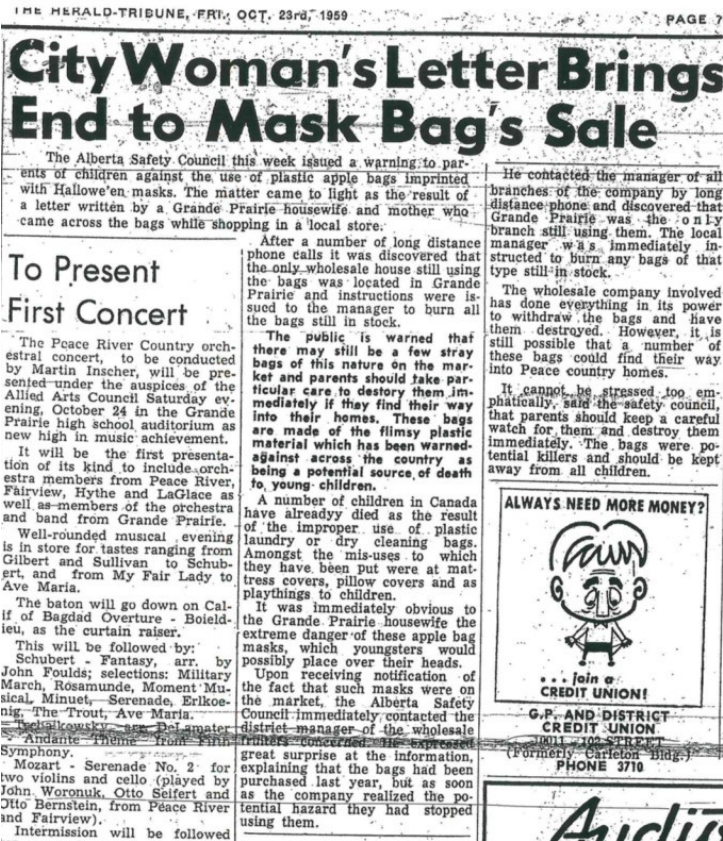 THE HERALD-TRIBUNE, FRI., OCT. 23rd, 1959
PAGE 7
City Woman's Letter Brings
End to Mask Bag's Sale
The Alberta Safety Council this week issued a warning to par-
ents of children against the use of plastic apple bags imprinted
with Hallowe'en masks. The matter came to light as the result of
a letter written by a Grande Prairie housewife and mother who
came across the bags while shopping in a local store.
To Present
First Concert
The Peace River Country orch-
estral concert, to be conducted
by Martin Inscher, will be pre-
sented under the auspices of the
Allied Arts Council Saturday ev-
ening, October 24 in the Grande
Prairie high school auditorium as
new high in music achievement.
It will be the first presenta-
tion of its kind to include orch-
estra members from Peace River,
Fairview, Hythe and LaGlace as
well as members of the orchestra
and band from Grande Prairie.
Well-rounded musical evening
is in store for tastes ranging from
Gilbert and Sullivan to Schub-
ert, and from My Fair Lady to
Ave Maria.
The baton will go down on Cal-
if of Bagdad Overture - Boield-
ieu, as the curtain raiser.
This will be followed by:
Schubert - Fantasy, arr. by
John Foulds; selections: Military
March, Rosamunde, Moment Mu-
sical, Minuet, Serenade, Erlkoe-
nig, The Trout, Ave Maria.
Tschaikowsky, arr. DeLamater
Andante Theme from Fifth
Symphony.
Mozart - Serenade No. 2 for
two violins and cello (played by
John Woronuk, Otto Seifert and
Otto Bernstein, from Peace River
and Fairview).
Intermission will be followed
After a number of long distance
phone calls it was discovered that
the only wholesale house still using
the bags was located in Grande
Prairie and instructions were is-
sued to the manager to burn all
the bags still in stock.
The public is warned that
there may still be a few stray
bags of this nature on the mar-
ket and parents should take par-
ticular care to destory them im-
mediately if they find their way
into their homes. These bags
are made of the flimsy plastic
material which has been warned
against across the country as
being a potential source of death
to young children.
A number of children in Canada
have alreadyy died as the result
of the improper use of plastic
laundry or dry cleaning bags.
Amongst the mis-uses to which
they have been put were at mat-
tress covers, pillow covers and as
playthings to children.
It was immediately obvious to
the Grande Prairie housewife the
extreme danger of these apple bag
masks, which youngsters would
possibly place over their heads.
Upon receiving notification of
the fact that such masks were on
the market, the Alberta Safety
Council immediately contacted the
district manager of the wholesale
fruiters concerned. He expressed
great surprise at the information,
explaining that the bags had been
purchased last year, but as soon
as the company realized the po-
tential hazard they had stopped
using them.
He contacted the manager of all
branches of the company by long
distance phone and discovered that
Grande Prairie was the only
branch still using them. The local
manager was immediately in-
structed to burn any bags of that
type still in stock.
The wholesale company involved
has done everything in its power
to withdraw the bags and have
them destroyed. However, it is
still possible that a number of
these bags could find their way
into Peace country homes.
It cannot be stressed too em-
phatically, said the safety council,
that parents should keep a careful
watch for them and destroy them
immediately. The bags were po-
tential killers and should be kept
away from all children.
ALWAYS NEED MORE MONEY?
... join a
CREDIT UNION!
G.P. AND DISTRICT
CREDIT UNION
STREET
(Formerly Carleton Bldg.)
PHONE 3710